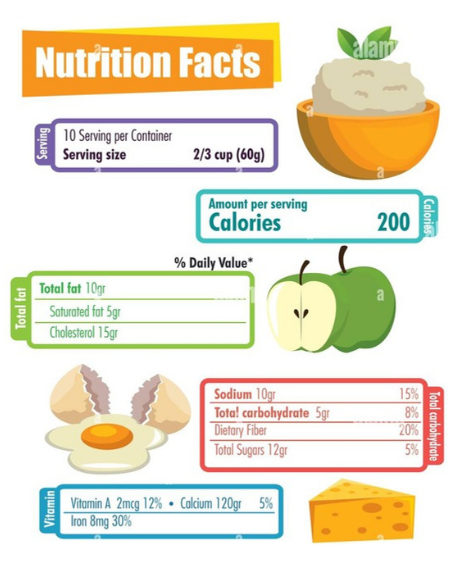 Nutrition Facts
alamy
Serving
10 Serving per Container
Serving size 2/3 cup (60g)
Amount per serving
Calories 200
Calories
% Daily Value*
Total fat
Total fat 10gr
Saturated fat 5gr
Cholesterol 15gr
Sodium 10gr 15%
Total carbohydrate 5gr 8%
Dietary Fiber 20%
Total Sugars 12gr 5%
Total carbohydrate
Vitamin
Vitamin A 2mcg 12% • Calcium 120gr 5%
Iron 8mg 30%